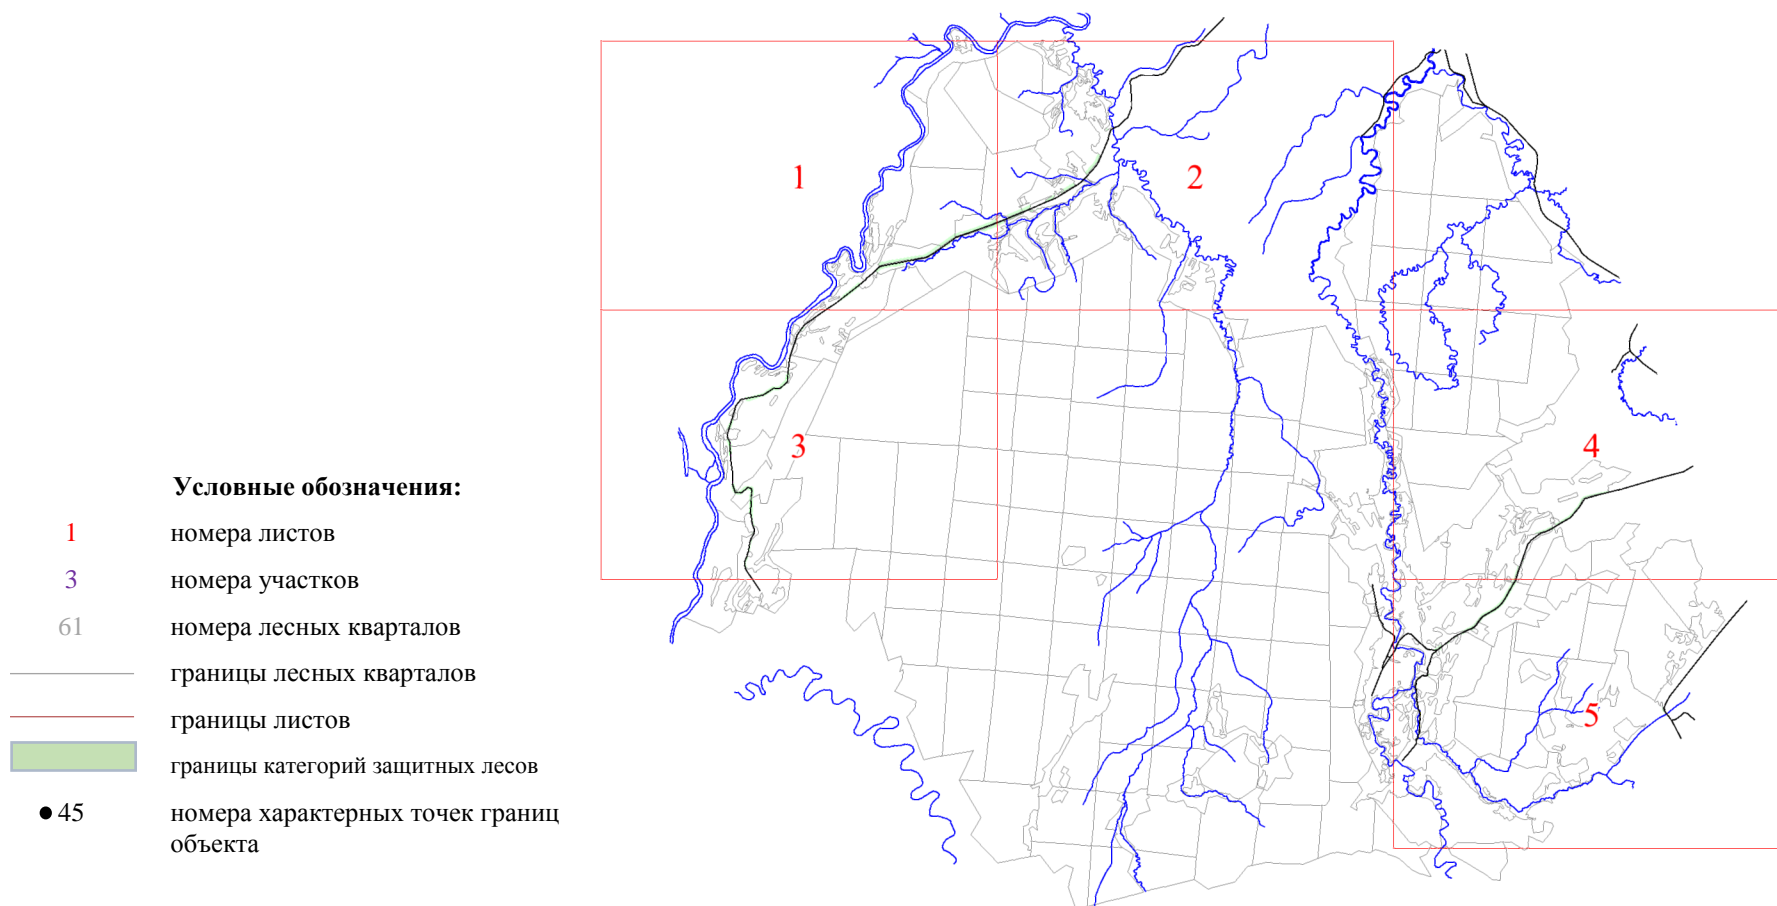 1
2
3
4
5
Условные обозначения:
1 номера листов
3 номера участков
61 номера лесных кварталов
границы лесных кварталов
границы листов
границы категорий защитных лесов
45 номера характерных точек границ
объекта